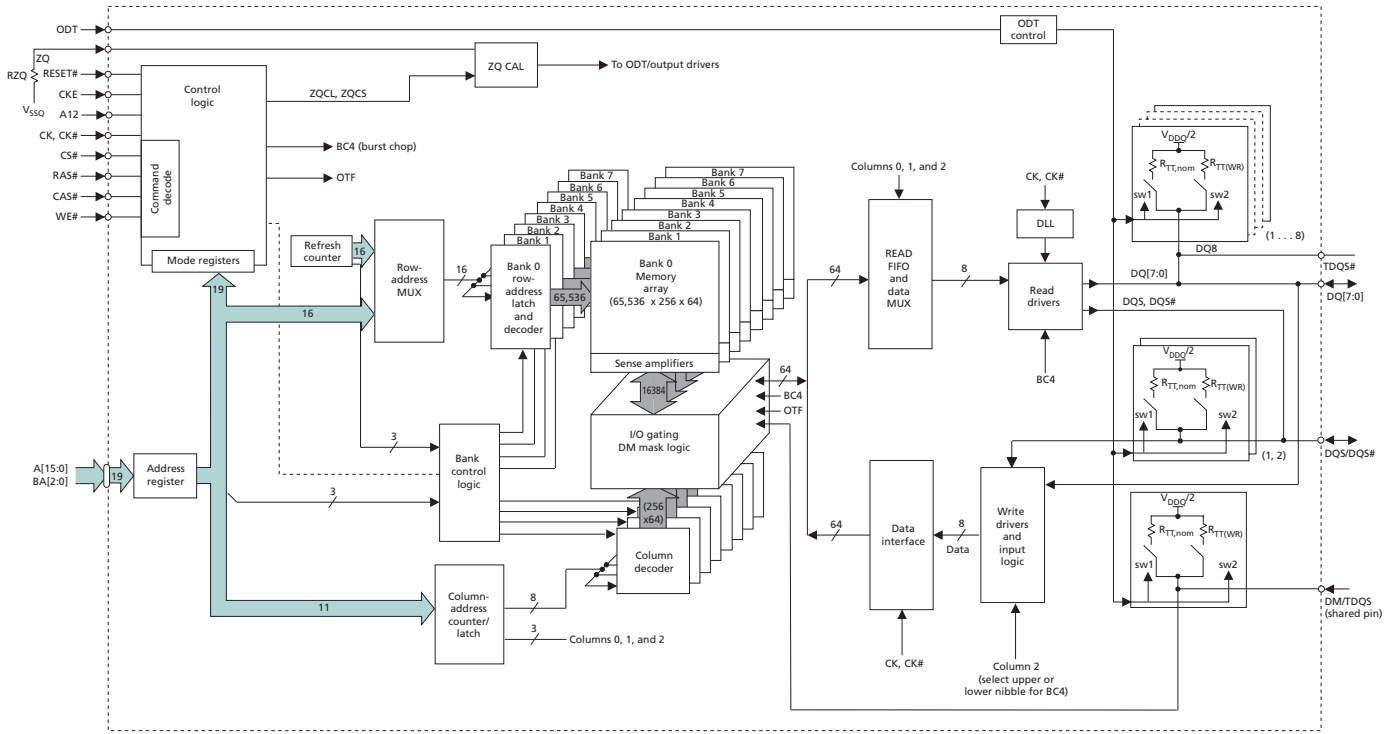 ODT
ODT
control
ZQ
RZQ
VSSQ
RESET#
CKE
A12
CK, CK#
CS#
RAS#
CAS#
WE#
Control
logic
Command
decode
Mode registers
ZQCL, ZQCS
ZQ CAL
To ODT/output drivers
BC4 (burst chop)
OTF
Refresh
counter
16
Row-
address
MUX
16
19
16
Bank 7
Bank 6
Bank 5
Bank 4
Bank 3
Bank 2
Bank 1
Bank 0
row-
address
latch
and
decoder
65,536
Bank 7
Bank 6
Bank 5
Bank 4
Bank 3
Bank 2
Bank 1
Bank 0
Memory
array
(65,536 x 256 x 64)
Sense amplifiers
16384
64
BC4
OTF
I/O gating
DM mask logic
(256
x64)
Column
decoder
3
Bank
control
logic
3
A[15:0]
BA[2:0]
19
Address
register
11
Column-
address
counter/
latch
8
3
Columns 0, 1, and 2
Columns 0, 1, and 2
64
READ
FIFO
and
data
MUX
8
CK, CK#
DLL
Read
drivers
BC4
64
Data
interface
8
Data
Write
drivers
and
input
logic
CK, CK#
Column 2
(select upper or
lower nibble for BC4)
VDDQ/2
RTT,nom
RTT(WR)
sw1
sw2
(1 . . . 8)
DQ8
TDQS#
DQ[7:0]
DQ[7:0]
DQS, DQS#
VDDQ/2
RTT,nom
RTT(WR)
sw1
sw2
(1, 2)
DQS/DQS#
VDDQ/2
RTT,nom
RTT(WR)
sw1
sw2
DM/TDQS
(shared pin)